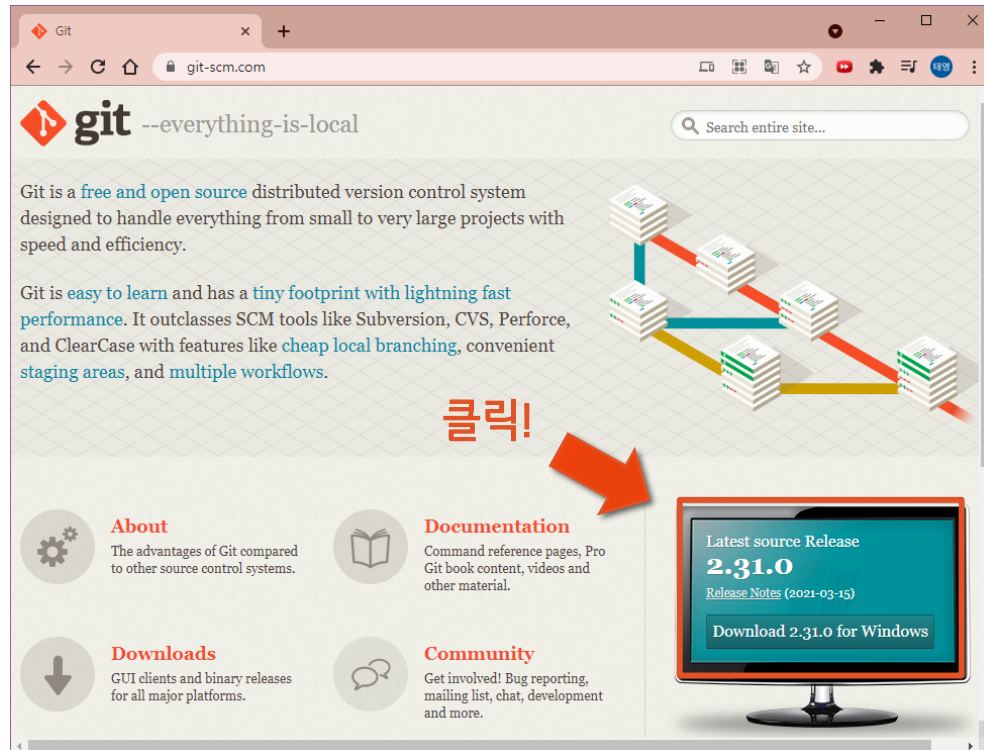 Git
git-scm.com
태영
git --everything-is-local
Search entire site...
Git is a free and open source distributed version control system
designed to handle everything from small to very large projects with
speed and efficiency.
Git is easy to learn and has a tiny footprint with lightning fast
performance. It outclasses SCM tools like Subversion, CVS, Perforce,
and ClearCase with features like cheap local branching, convenient
staging areas, and multiple workflows.
클릭!
About
The advantages of Git compared
to other source control systems.
Documentation
Command reference pages, Pro
Git book content, videos and
other material.
Downloads
GUI clients and binary releases
for all major platforms.
Community
Get involved! Bug reporting,
mailing list, chat, development
and more.
Latest source Release
2.31.0
Release Notes (2021-03-15)
Download 2.31.0 for Windows